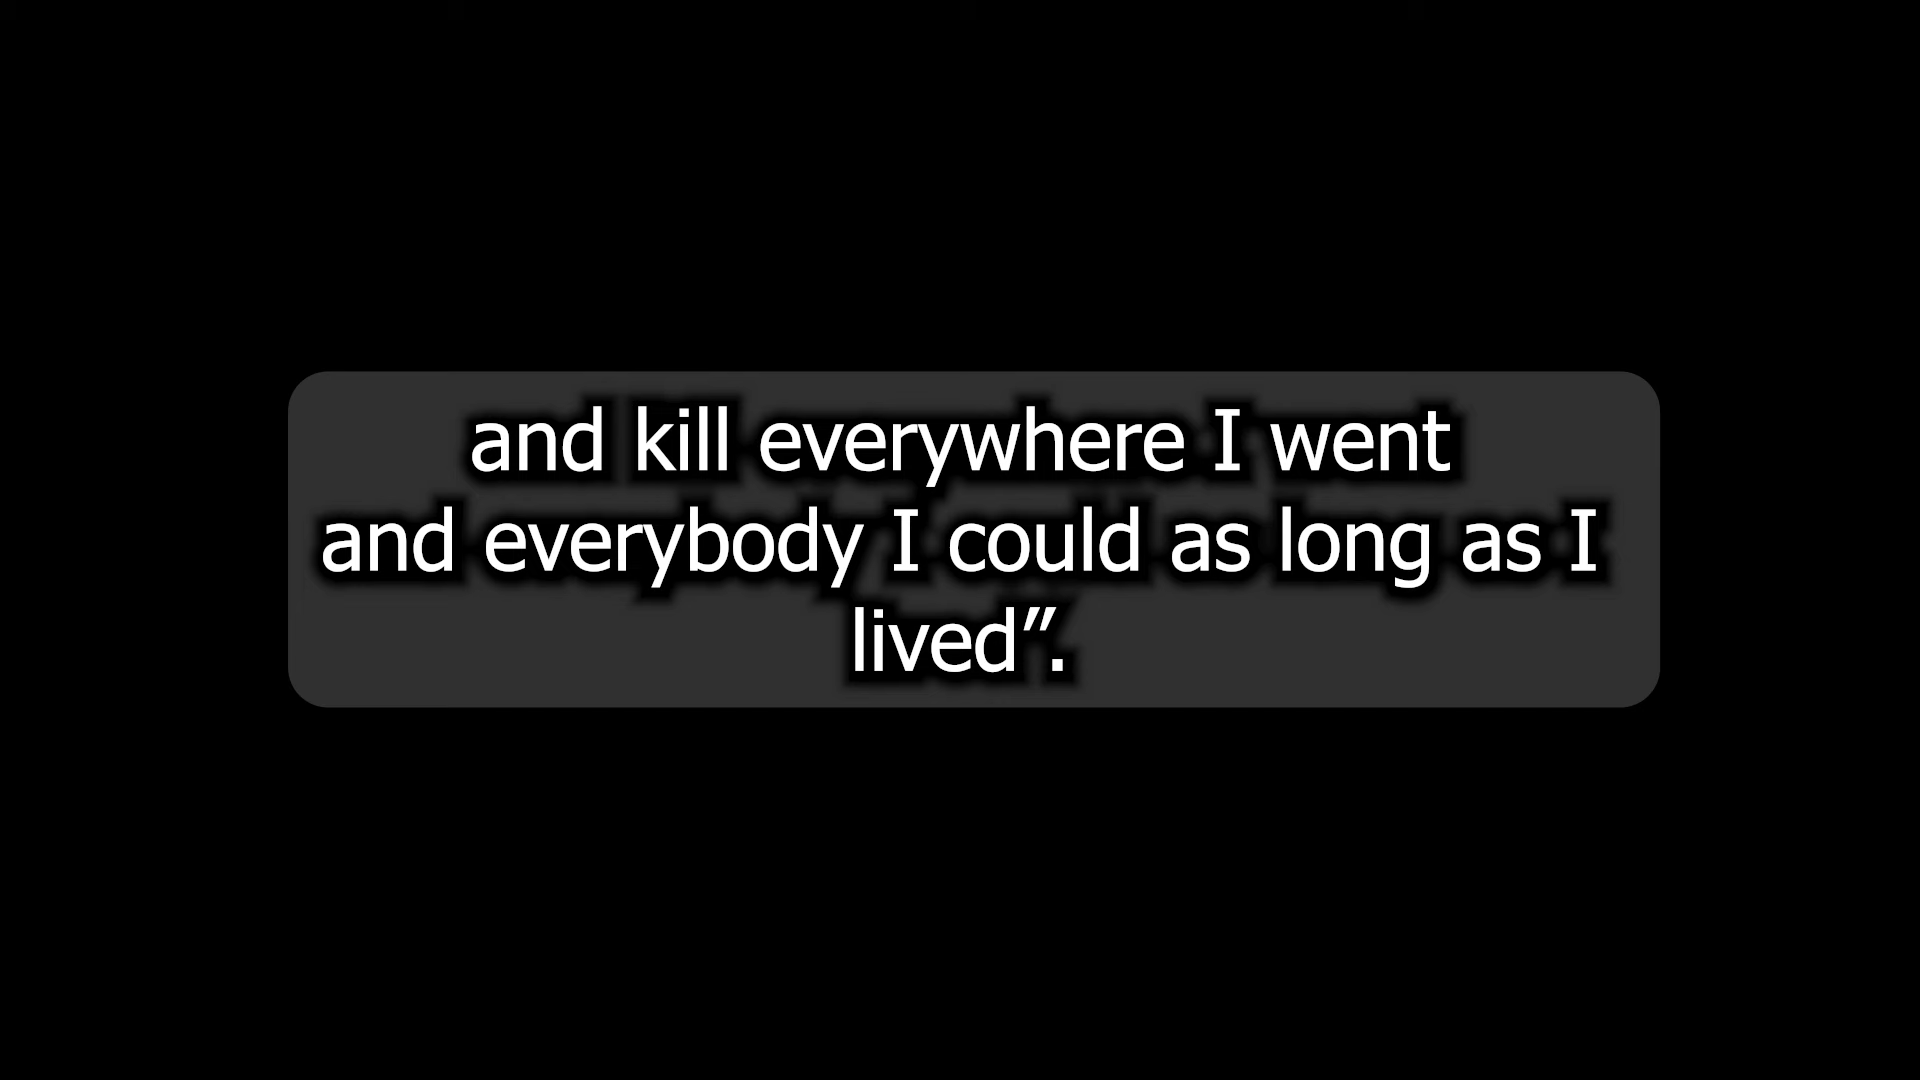 and kill everywhere I went
and everybody I could as long as I
lived”.